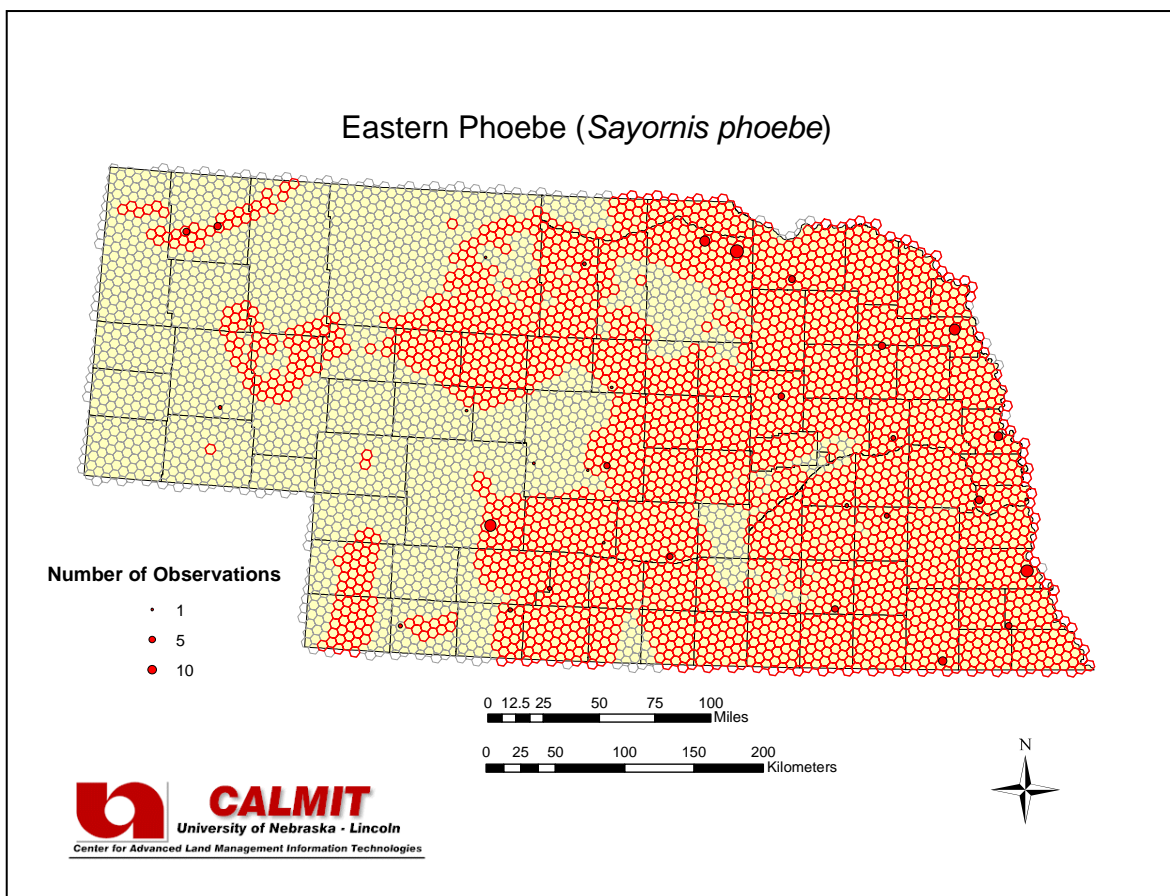 Eastern Phoebe (Sayornis phoebe)
Number of Observations
1
5
10
0 12.5 25 50 75 100
Miles
0 25 50 100 150 200
Kilometers
N
CALMIT
University of Nebraska - Lincoln
Center for Advanced Land Management Information Technologies